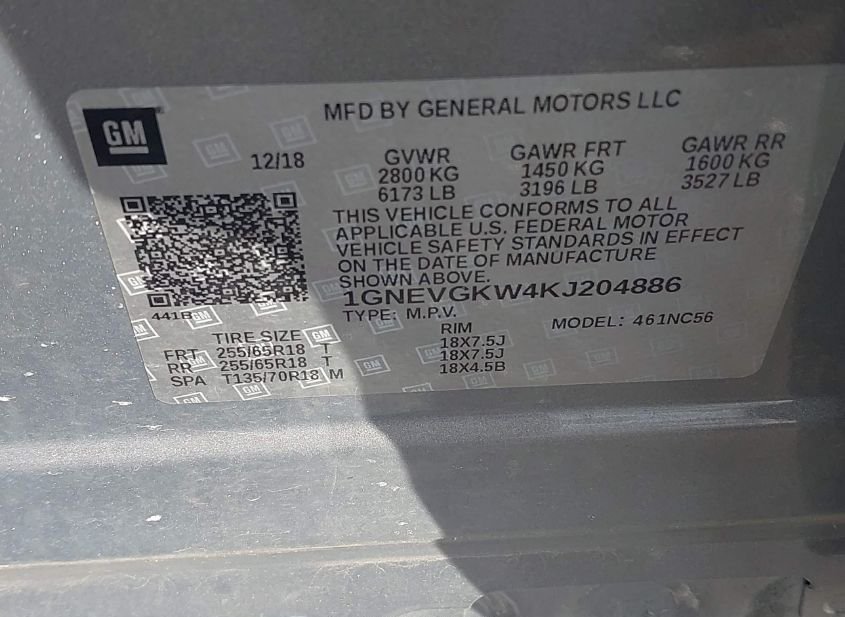 GM
MFD BY GENERAL MOTORS LLC
12/18
GVWR GAWR FRT GAWR RR
2800 KG 1450 KG 1600 KG
6173 LB 3196 LB 3527 LB
THIS VEHICLE CONFORMS TO ALL
APPLICABLE U.S. FEDERAL MOTOR
VEHICLE SAFETY STANDARDS IN EFFECT
ON THE DATE OF MANUFACTURE
SHOWN ABOVE.
1GNEVGKW4KJ204886
441B
TYPE: M.P.V. MODEL: 461NC56
TIRE SIZE RIM
FRT 255/65R18 T 18X7.5J
RR 255/65R18 T 18X7.5J
SPA T135/70R18 M 18X4.5B